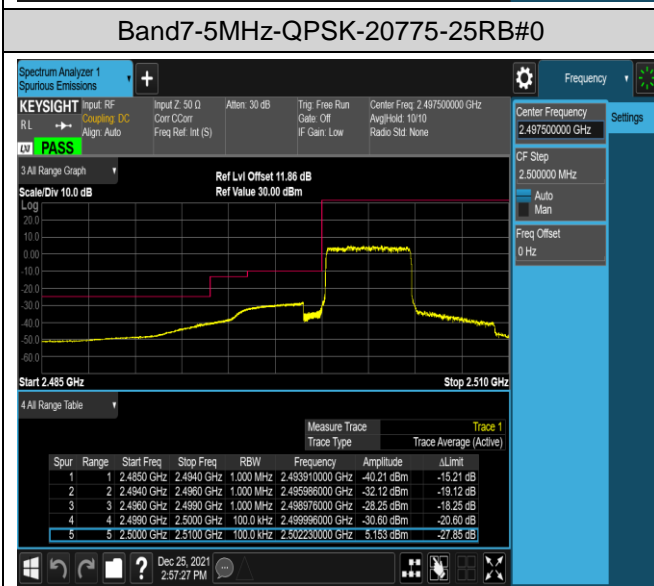 Band7-5MHz-QPSK-20775-25RB#0
Spectrum Analyzer 1
Spurious Emissions
Frequency
KEYSIGHT Input: RF Input Z: 50 Ω Atten: 30 dB Trig: Free Run Center Freq: 2.497500000 GHz
RL Coupling: DC Corr CCorr Gate: Off Avg|Hold: 10/10
Align: Auto Freq Ref: Int (S) IF Gain: Low Radio Std: None
LXI PASS
Center Frequency
2.497500000 GHz
Settings
CF Step
2.500000 MHz
Auto
Man
Freq Offset
0 Hz
3 All Range Graph
Ref Lvl Offset 11.86 dB
Scale/Div 10.0 dB Ref Value 30.00 dBm
Log
20.0
10.0
0.00
-10.0
-20.0
-30.0
-40.0
-50.0
-60.0
Start 2.485 GHz Stop 2.510 GHz
4 All Range Table
Measure Trace Trace 1
Trace Type Trace Average (Active)
Spur Range Start Freq Stop Freq RBW Frequency Amplitude ΔLimit
1 1 2.4850 GHz 2.4940 GHz 1.000 MHz 2.493910000 GHz -40.21 dBm -15.21 dB
2 2 2.4940 GHz 2.4960 GHz 1.000 MHz 2.495986000 GHz -32.12 dBm -19.12 dB
3 3 2.4960 GHz 2.4990 GHz 1.000 MHz 2.498976000 GHz -28.25 dBm -18.25 dB
4 4 2.4990 GHz 2.5000 GHz 100.0 kHz 2.499996000 GHz -30.60 dBm -20.60 dB
5 5 2.5000 GHz 2.5100 GHz 100.0 kHz 2.502230000 GHz 5.153 dBm -27.85 dB
Dec 25, 2021
2:57:27 PM